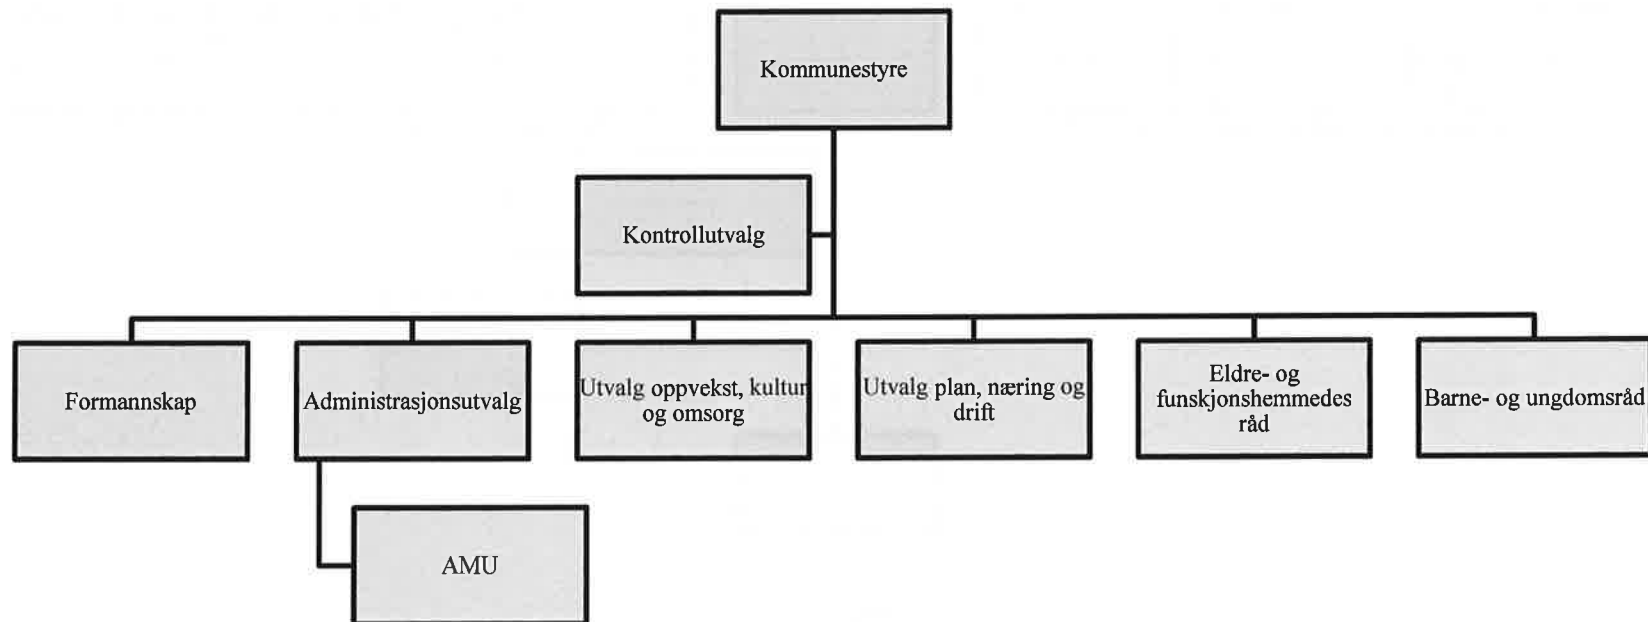 Kommunestyre
Kontrollutvalg
Formannskap
Administrasjonsutvalg
Utvalg oppvekst, kultur
og omsorg
Utvalg plan, næring og
drift
Eldre- og
funskjonshemmedes
råd
Barne- og ungdomsråd
AMU